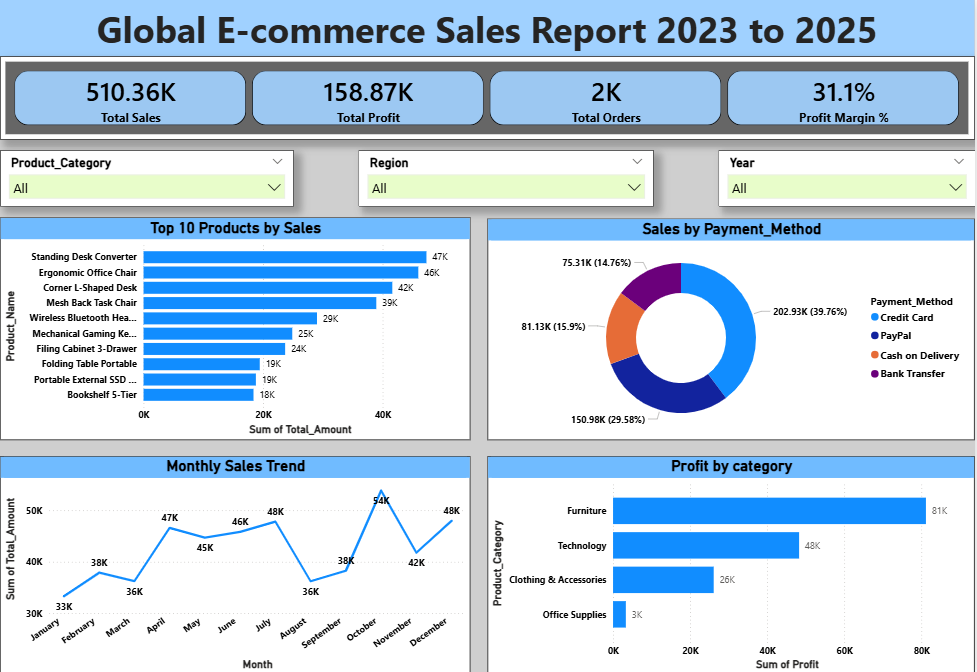 Global E-commerce Sales Report 2023 to 2025
510.36K
Total Sales
158.87K
Total Profit
2K
Total Orders
31.1%
Profit Margin %
Product_Category
All
Region
All
Year
All
Top 10 Products by Sales
Product_Name
Standing Desk Converter 47K
Ergonomic Office Chair 46K
Corner L-Shaped Desk 42K
Mesh Back Task Chair 39K
Wireless Bluetooth Hea... 29K
Mechanical Gaming Ke... 25K
Filing Cabinet 3-Drawer 24K
Folding Table Portable 19K
Portable External SSD ... 19K
Bookshelf 5-Tier 18K
0K 20K 40K
Sum of Total_Amount
Sales by Payment_Method
75.31K (14.76%)
202.93K (39.76%)
81.13K (15.9%)
150.98K (29.58%)
Payment_Method
Credit Card
PayPal
Cash on Delivery
Bank Transfer
Monthly Sales Trend
Sum of Total_Amount
50K
40K
30K
33K 38K 36K 47K 45K 46K 48K 36K 38K 54K 42K 48K
January February March April May June July August September October November December
Month
Profit by category
Product_Category
Furniture 81K
Technology 48K
Clothing & Accessories 26K
Office Supplies 3K
0K 20K 40K 60K 80K
Sum of Profit